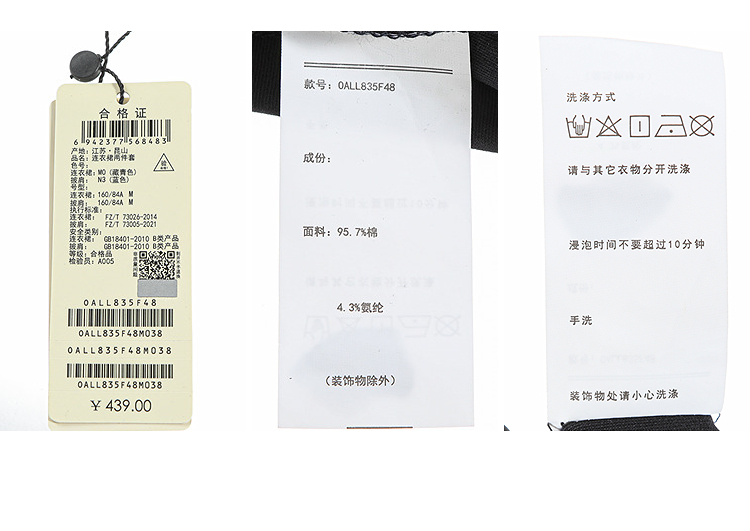 合格证
6 942377 568483
产地: 江苏·昆山
品名: 连衣裙两件套
色号:
连衣裙: M0(藏青色)
披肩: N3(蓝色)
号型:
连衣裙: 160/84A M
披肩: 160/84A M
执行标准:
连衣裙: FZ/T 73026-2014
披肩: FZ/T 73005-2021
安全类别:
连衣裙: GB18401-2010 B类产品
披肩: GB18401-2010 B类产品
等级: 合格品
检验员: A005
0ALL835F48
0ALL835F48M038
0ALL835F48M038
0ALL835F48M038
¥ 439.00
款号: 0ALL835F48
成份:
面料: 95.7%棉
4.3%氨纶
(装饰物除外)
洗涤方式
请与其它衣物分开洗涤
浸泡时间不要超过10分钟
手洗
装饰物处请小心洗涤